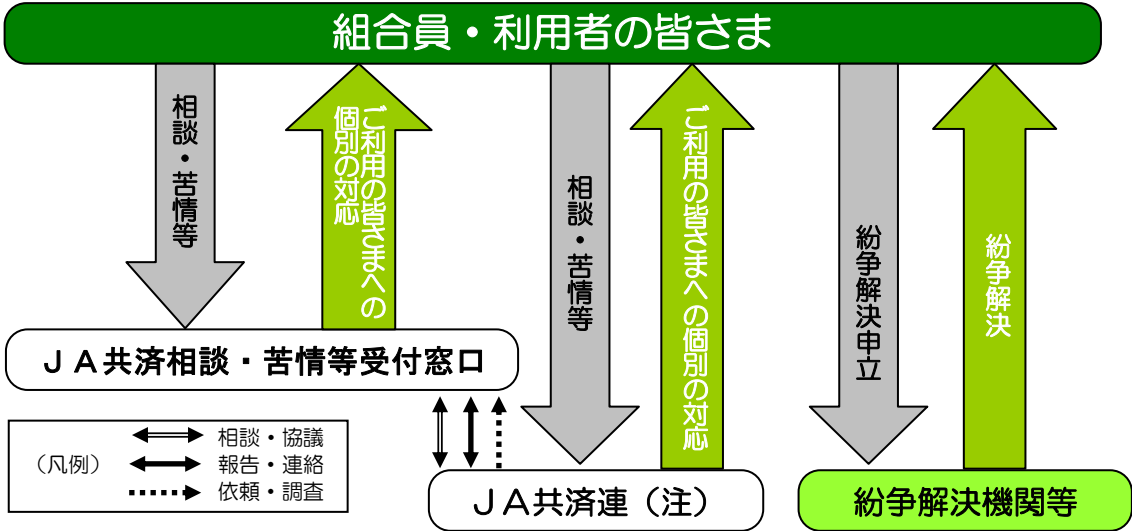 組合員・利用者の皆さま
相談・苦情等
ご利用の皆さまへの
個別の対応
相談・苦情等
ご利用の皆さまへの個別の対応
紛争解決申立
紛争解決
ＪＡ共済相談・苦情等受付窓口
（凡例）
相談・協議
報告・連絡
依頼・調査
ＪＡ共済連（注）
紛争解決機関等